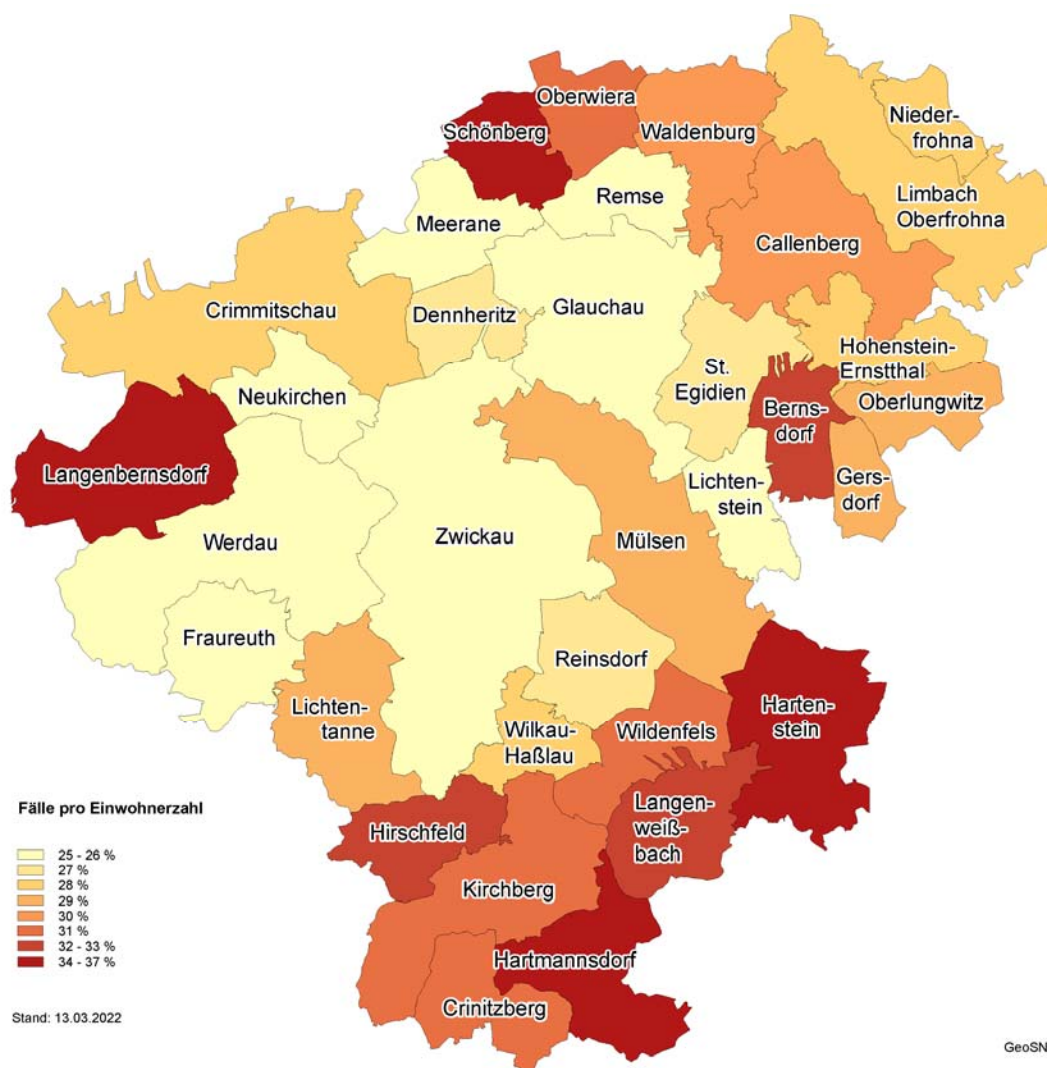 Oberwiera
Schönberg
Waldenburg
Nieder-
frohna
Limbach
Oberfrohna
Remse
Meerane
Callenberg
Crimmitschau
Dennheritz
Glauchau
Hohenstein-
Ernstthal
St.
Egidien
Neukirchen
Oberlungwitz
Berns-
dorf
Langenbernsdorf
Lichten-
stein
Gers-
dorf
Werdau
Zwickau
Mülsen
Fraureuth
Reinsdorf
Lichten-
tanne
Harten-
stein
Wilkau-
Haßlau
Wildenfels
Hirschfeld
Langen-
weiß-
bach
Kirchberg
Hartmannsdorf
Crinitzberg
Fälle pro Einwohnerzahl
25 - 26 %
27 %
28 %
29 %
30 %
31 %
32 - 33 %
34 - 37 %
Stand: 13.03.2022
GeoSN